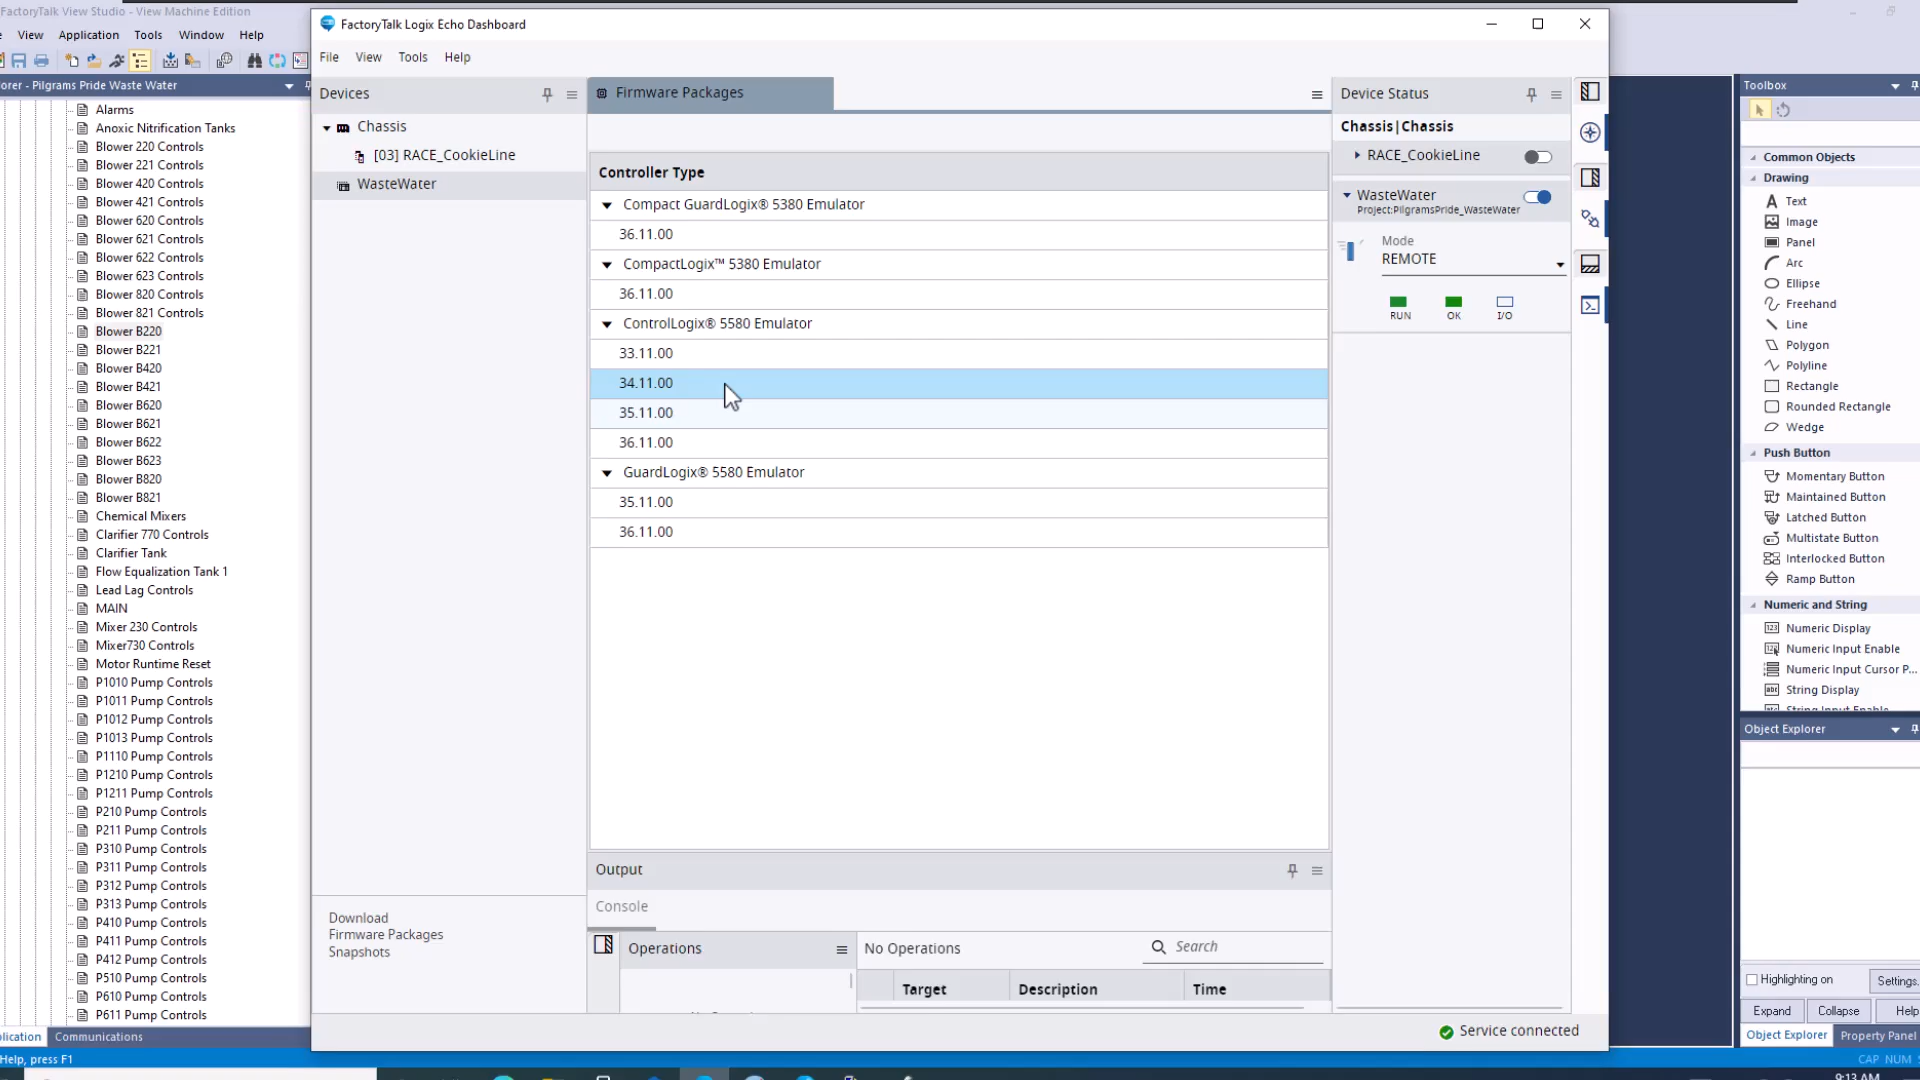 FactoryTalk View Studio - View Machine Edition
View Application Tools Window Help
orer - Pilgrams Pride Waste Water
Alarms
Anoxic Nitrification Tanks
Blower 220 Controls
Blower 221 Controls
Blower 420 Controls
Blower 421 Controls
Blower 620 Controls
Blower 621 Controls
Blower 622 Controls
Blower 623 Controls
Blower 820 Controls
Blower 821 Controls
Blower B220
Blower B221
Blower B420
Blower B421
Blower B620
Blower B621
Blower B622
Blower B623
Blower B820
Blower B821
Chemical Mixers
Clarifier 770 Controls
Clarifier Tank
Flow Equalization Tank 1
Lead Lag Controls
MAIN
Mixer 230 Controls
Mixer730 Controls
Motor Runtime Reset
P1010 Pump Controls
P1011 Pump Controls
P1012 Pump Controls
P1013 Pump Controls
P1110 Pump Controls
P1210 Pump Controls
P1211 Pump Controls
P210 Pump Controls
P211 Pump Controls
P310 Pump Controls
P311 Pump Controls
P312 Pump Controls
P313 Pump Controls
P410 Pump Controls
P411 Pump Controls
P412 Pump Controls
P510 Pump Controls
P610 Pump Controls
P611 Pump Controls
lication Communications
Help, press F1
FactoryTalk Logix Echo Dashboard
File View Tools Help
Devices
Chassis
[03] RACE_CookieLine
WasteWater
Download
Firmware Packages
Snapshots
Firmware Packages
Controller Type
Compact GuardLogix® 5380 Emulator
36.11.00
CompactLogix™ 5380 Emulator
36.11.00
ControlLogix® 5580 Emulator
33.11.00
34.11.00
35.11.00
36.11.00
GuardLogix® 5580 Emulator
35.11.00
36.11.00
Output
Console
Operations
No Operations
Search
Target Description Time
Device Status
Chassis|Chassis
RACE_CookieLine
WasteWater
Project:PilgramsPride_WasteWater
Mode
REMOTE
RUN OK I/O
Service connected
Toolbox
Common Objects
Drawing
Text
Image
Panel
Arc
Ellipse
Freehand
Line
Polygon
Polyline
Rectangle
Rounded Rectangle
Wedge
Push Button
Momentary Button
Maintained Button
Latched Button
Multistate Button
Interlocked Button
Ramp Button
Numeric and String
Numeric Display
Numeric Input Enable
Numeric Input Cursor P...
String Display
String Input Enable
Object Explorer
Highlighting on
Settings.
Expand Collapse Help
Object Explorer Property Panel
CAP NUM
9:13 AM